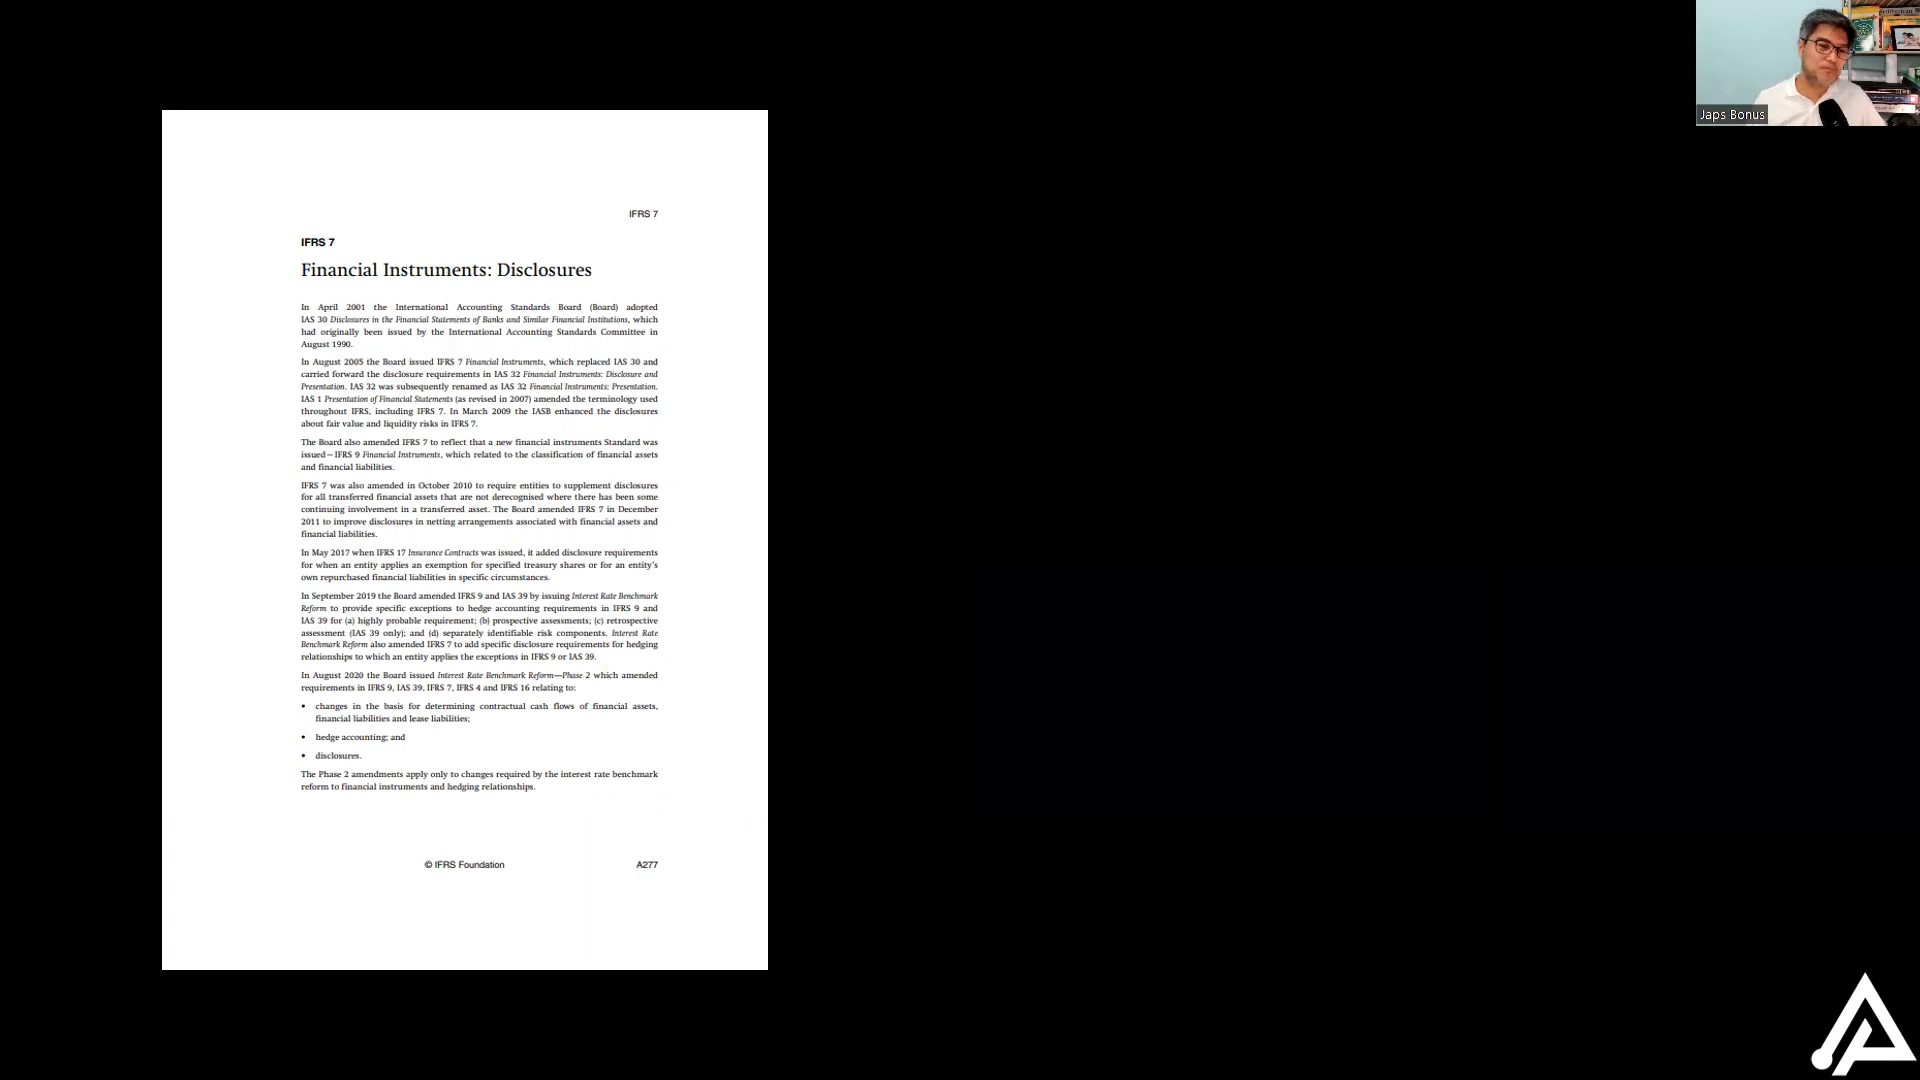 Japs Bonus
IFRS 7
IFRS 7
Financial Instruments: Disclosures
In April 2001 the International Accounting Standards Board (Board) adopted
IAS 30 Disclosures in the Financial Statements of Banks and Similar Financial Institutions, which
had originally been issued by the International Accounting Standards Committee in
August 1990.
In August 2005 the Board issued IFRS 7 Financial Instruments, which replaced IAS 30 and
carried forward the disclosure requirements in IAS 32 Financial Instruments: Disclosure and
Presentation. IAS 32 was subsequently renamed as IAS 32 Financial Instruments: Presentation.
IAS 1 Presentation of Financial Statements (as revised in 2007) amended the terminology used
throughout IFRS, including IFRS 7. In March 2009 the IASB enhanced the disclosures
about fair value and liquidity risks in IFRS 7.
The Board also amended IFRS 7 to reflect that a new financial instruments Standard was
issued—IFRS 9 Financial Instruments, which related to the classification of financial assets
and financial liabilities.
IFRS 7 was also amended in October 2010 to require entities to supplement disclosures
for all transferred financial assets that are not derecognised where there has been some
continuing involvement in a transferred asset. The Board amended IFRS 7 in December
2011 to improve disclosures in netting arrangements associated with financial assets and
financial liabilities.
In May 2017 when IFRS 17 Insurance Contracts was issued, it added disclosure requirements
for when an entity applies an exemption for specified treasury shares or for an entity's
own repurchased financial liabilities in specific circumstances.
In September 2019 the Board amended IFRS 9 and IAS 39 by issuing Interest Rate Benchmark
Reform to provide specific exceptions to hedge accounting requirements in IFRS 9 and
IAS 39 for (a) highly probable requirement; (b) prospective assessments; (c) retrospective
assessment (IAS 39 only); and (d) separately identifiable risk components. Interest Rate
Benchmark Reform also amended IFRS 7 to add specific disclosure requirements for hedging
relationships to which an entity applies the exceptions in IFRS 9 or IAS 39.
In August 2020 the Board issued Interest Rate Benchmark Reform—Phase 2 which amended
requirements in IFRS 9, IAS 39, IFRS 7, IFRS 4 and IFRS 16 relating to:
• changes in the basis for determining contractual cash flows of financial assets,
financial liabilities and lease liabilities;
• hedge accounting; and
• disclosures.
The Phase 2 amendments apply only to changes required by the interest rate benchmark
reform to financial instruments and hedging relationships.
© IFRS Foundation
A277